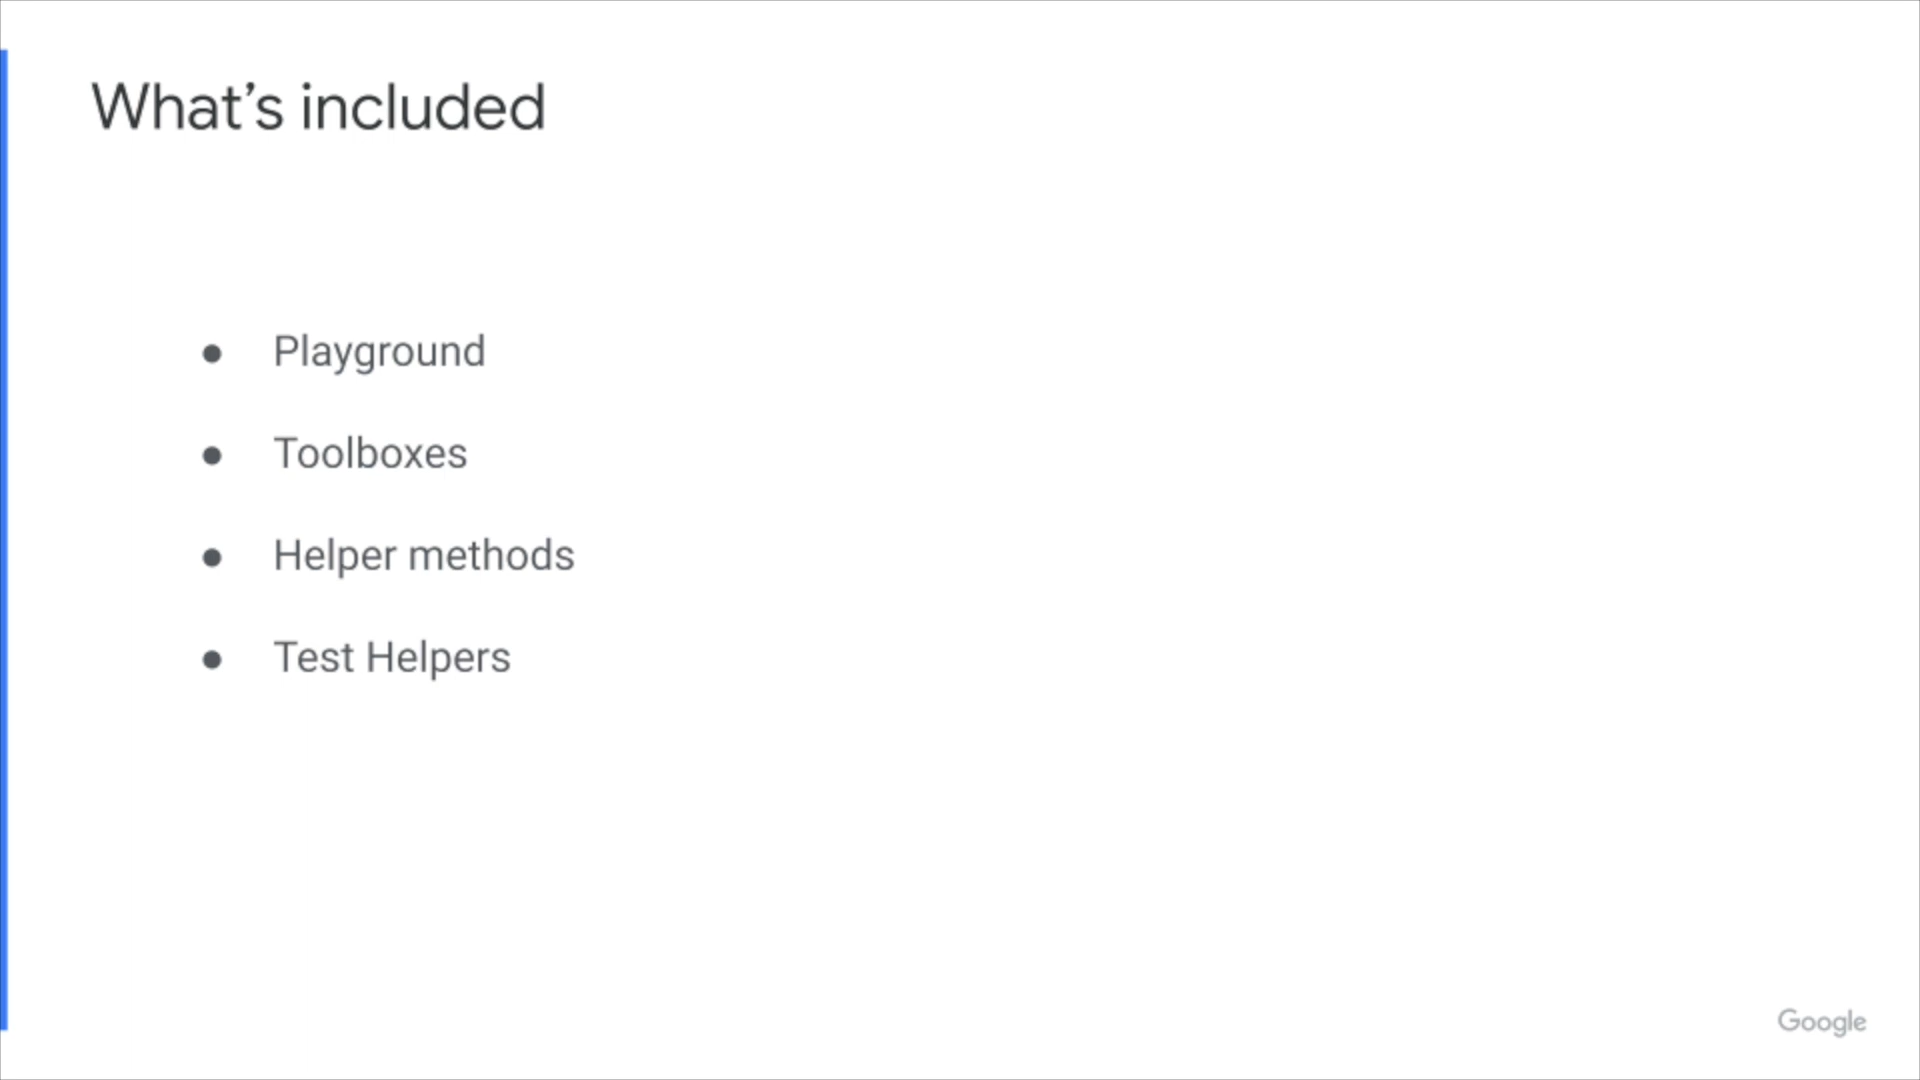 What’s included
● Playground
● Toolboxes
● Helper methods
● Test Helpers
Google